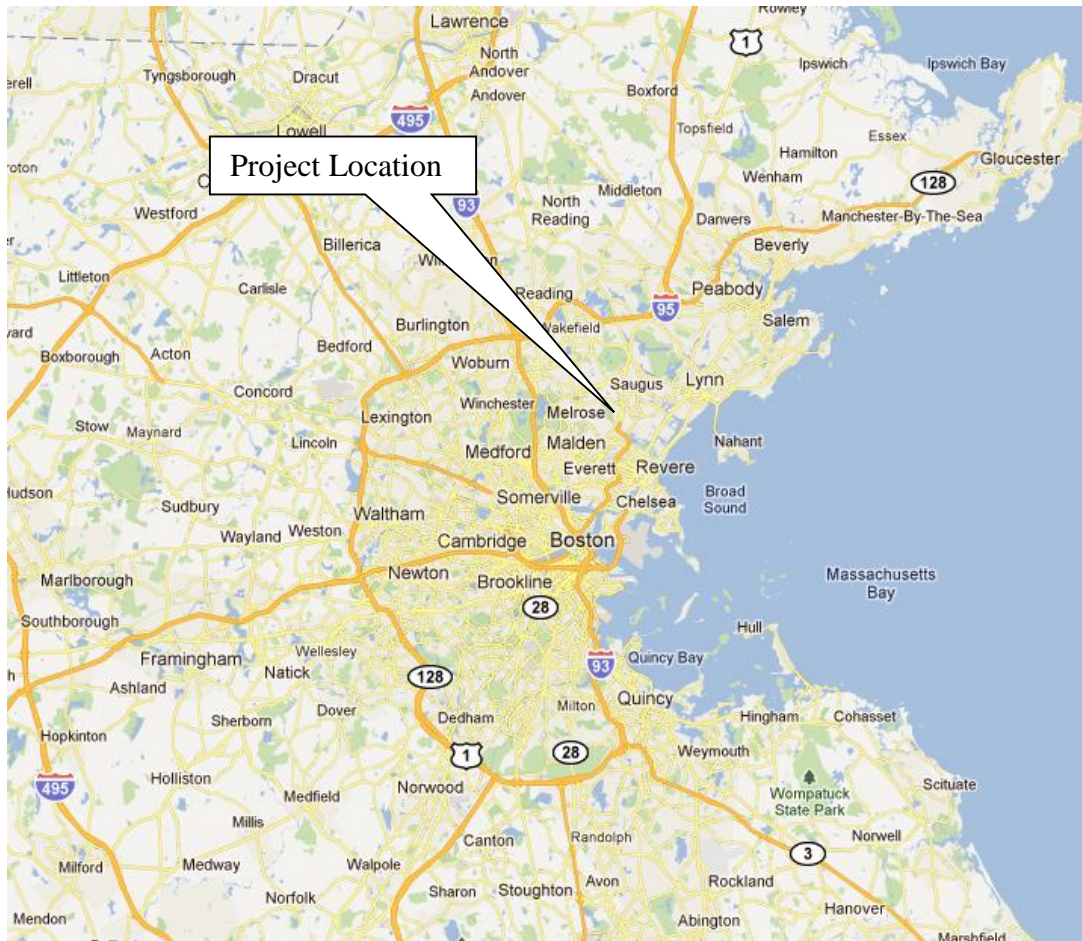 Rowley
Lawrence
1
North
Andover
Ipswich
Ipswich Bay
Tyngsborough
Dracut
Andover
Boxford
495
Topsfield
Essex
Lowell
Hamilton
Gloucester
Project Location
Wenham
128
Middleton
93
North
Reading
Danvers
Manchester-By-The-Sea
Westford
Billerica
Beverly
Littleton
Carlisle
Reading
Peabody
95
Salem
Burlington
Wakefield
Bedford
Boxborough
Acton
Woburn
Saugus
Lynn
Concord
Winchester
Melrose
Lexington
Stow
Maynard
Lincoln
Medford
Malden
Nahant
Everett
Revere
Hudson
Sudbury
Somerville
Chelsea
Broad
Sound
Waltham
Wayland
Weston
Cambridge
Boston
Newton
Brookline
Marlborough
Massachusetts
Bay
28
Southborough
Hull
Wellesley
Framingham
Natick
93
Quincy Bay
Ashland
128
Quincy
Sherborn
Dover
Milton
Dedham
Hingham
Cohasset
Hopkinton
1
28
Weymouth
Holliston
Norwood
Scituate
495
Medfield
Wompatuck
State Park
Millis
Canton
Randolph
Norwell
Milford
Medway
Walpole
3
Avon
Rockland
Norfolk
Sharon
Stoughton
Hanover
Mendon
Abington
Marshfield